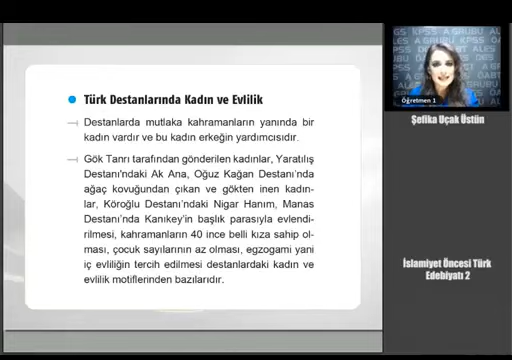 Türk Destanlarında Kadın ve Evlilik
Destanlarda mutlaka kahramanların yanında bir
kadın vardır ve bu kadın erkeğin yardımcısıdır.
Gök Tanrı tarafından gönderilen kadınlar, Yaratılış
Destanı'ndaki Ak Ana, Oğuz Kağan Destanı'nda
ağaç kovuğundan çıkan ve gökten inen kadın-
lar, Köroğlu Destanı'ndaki Nigar Hanım, Manas
Destanı'nda Kanıkey'in başlık parasıyla evlendi-
rilmesi, kahramanların 40 ince belli kıza sahip ol-
ması, çocuk sayılarının az olması, egzogami yani
iç evliliğin tercih edilmesi destanlardaki kadın ve
evlilik motiflerinden bazılarıdır.
Öğretmen 1
Şefika Uçak Üstün
İslamiyet Öncesi Türk
Edebiyatı 2